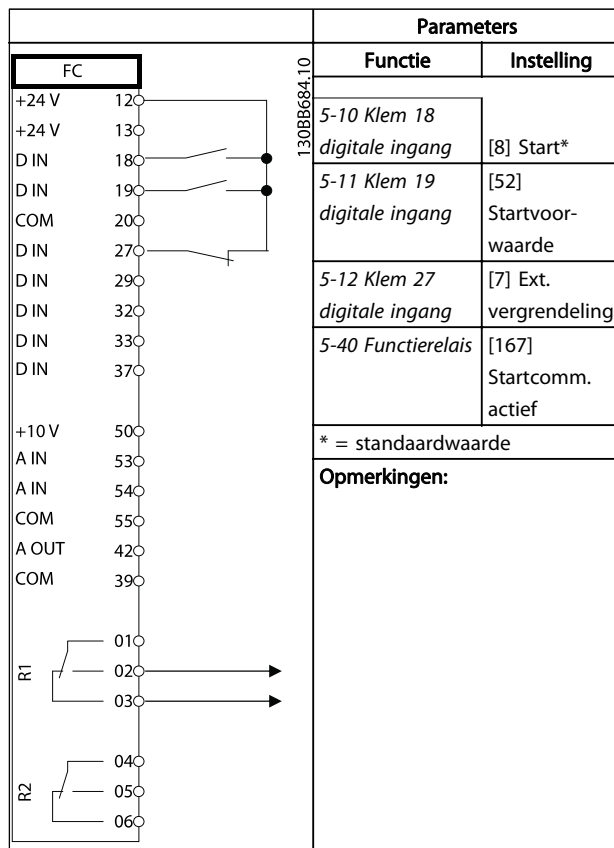 Parameters
FC
130BB684.10
Functie Instelling
+24 V 12
+24 V 13
D IN 18
D IN 19
COM 20
D IN 27
D IN 29
D IN 32
D IN 33
D IN 37
+10 V 50
A IN 53
A IN 54
COM 55
A OUT 42
COM 39
R1
01
02
03
R2
04
05
06
5-10 Klem 18
digitale ingang [8] Start*
5-11 Klem 19 [52]
digitale ingang Startvoor-
waarde
5-12 Klem 27 [7] Ext.
digitale ingang vergrendeling
5-40 Functierelais [167]
Startcomm.
actief
* = standaardwaarde
Opmerkingen: